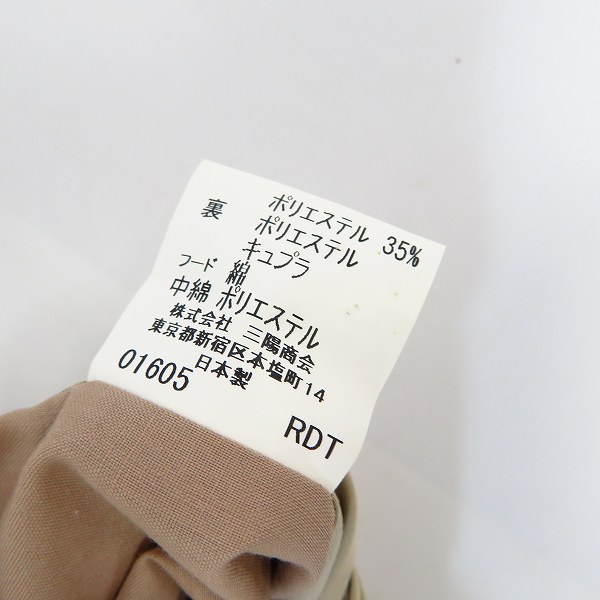 ポリエステル 35%
裏 ポリエステル
キュプラ
フード 綿
中綿 ポリエステル
株式会社 三陽商会
東京都新宿区本塩町14
日本製
01605 RDT